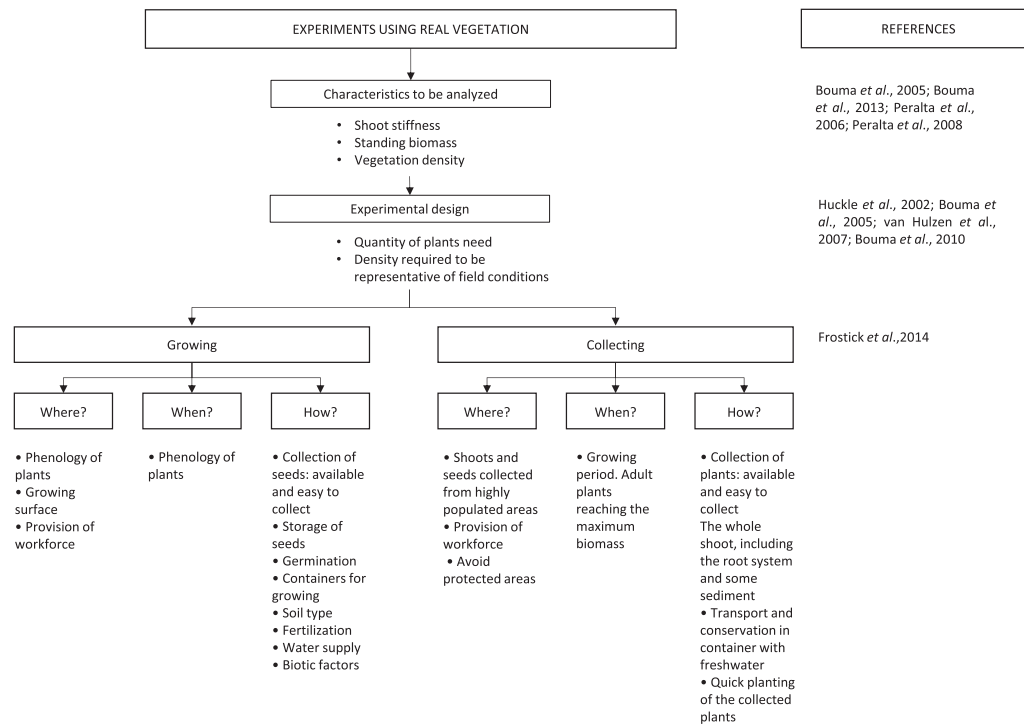 EXPERIMENTS USING REAL VEGETATION
REFERENCES
Characteristics to be analyzed
• Shoot stiffness
• Standing biomass
• Vegetation density
Bouma et al., 2005; Bouma
et al., 2013; Peralta et al.,
2006; Peralta et al., 2008
Experimental design
• Quantity of plants need
• Density required to be
representative of field conditions
Huckle et al., 2002; Bouma et
al., 2005; van Hulzen et al.,
2007; Bouma et al., 2010
Growing
Collecting
Frostick et al.,2014
Where?
When?
How?
Where?
When?
How?
• Phenology of
plants
• Growing
surface
• Provision of
workforce
• Phenology of
plants
• Collection of
seeds: available
and easy to
collect
• Storage of
seeds
• Germination
• Containers for
growing
• Soil type
• Fertilization
• Water supply
• Biotic factors
• Shoots and
seeds collected
from highly
populated areas
• Provision of
workforce
• Avoid
protected areas
• Growing
period. Adult
plants
reaching the
maximum
biomass
• Collection of
plants: available
and easy to
collect
The whole
shoot, including
the root system
and some
sediment
• Transport and
conservation in
container with
freshwater
• Quick planting
of the collected
plants